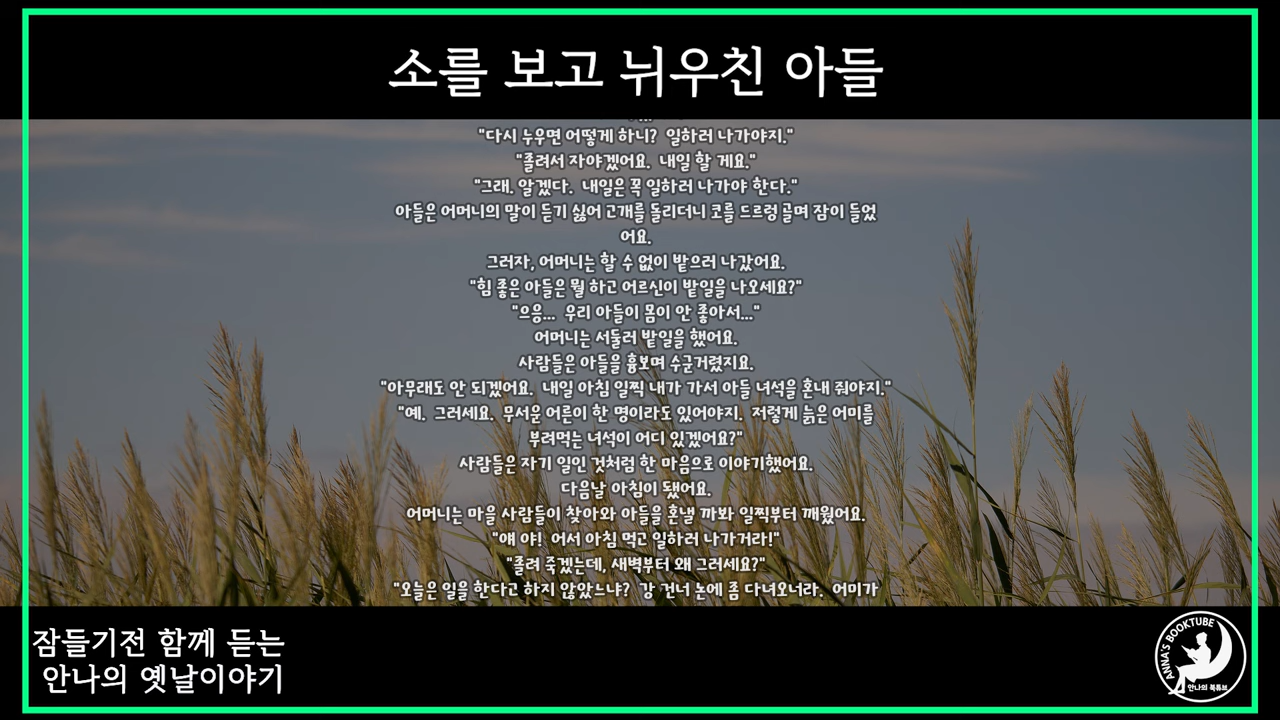 소를 보고 뉘우친 아들
"다시 누우면 어떻게 하니? 일하러 나가야지."
"졸려서 자야겠어요. 내일 할 게요."
"그래. 알겠다. 내일은 꼭 일하러 나가야 한다."
아들은 어머니의 말이 듣기 싫어 고개를 돌리더니 코를 드르렁 골며 잠이 들었
어요.
그러자, 어머니는 할 수 없이 밭으러 나갔어요.
"힘 좋은 아들은 뭘 하고 어르신이 밭일을 나오세요?"
"으응... 우리 아들이 몸이 안 좋아서..."
어머니는 서둘러 밭일을 했어요.
사람들은 아들을 흉보며 수군거렸지요.
"아무래도 안 되겠어요. 내일 아침 일찍 내가 가서 아들 녀석을 혼내 줘야지."
"예. 그러세요. 무서운 어른이 한 명이라도 있어야지. 저렇게 늙은 어미를
부려먹는 녀석이 어디 있겠어요?"
사람들은 자기 일인 것처럼 한 마음으로 이야기했어요.
다음날 아침이 됐어요.
어머니는 마을 사람들이 찾아와 아들을 혼낼 까봐 일찍부터 깨웠어요.
"얘 야! 어서 아침 먹고 일하러 나가거라!"
"졸려 죽겠는데, 새벽부터 왜 그러세요?"
"오늘은 일을 한다고 하지 않았느냐? 강 건너 논에 좀 다녀오너라. 어미가
잠들기전 함께 듣는
안나의 옛날이야기
ANNA'S BOOKTUBE
안나의 북튜브